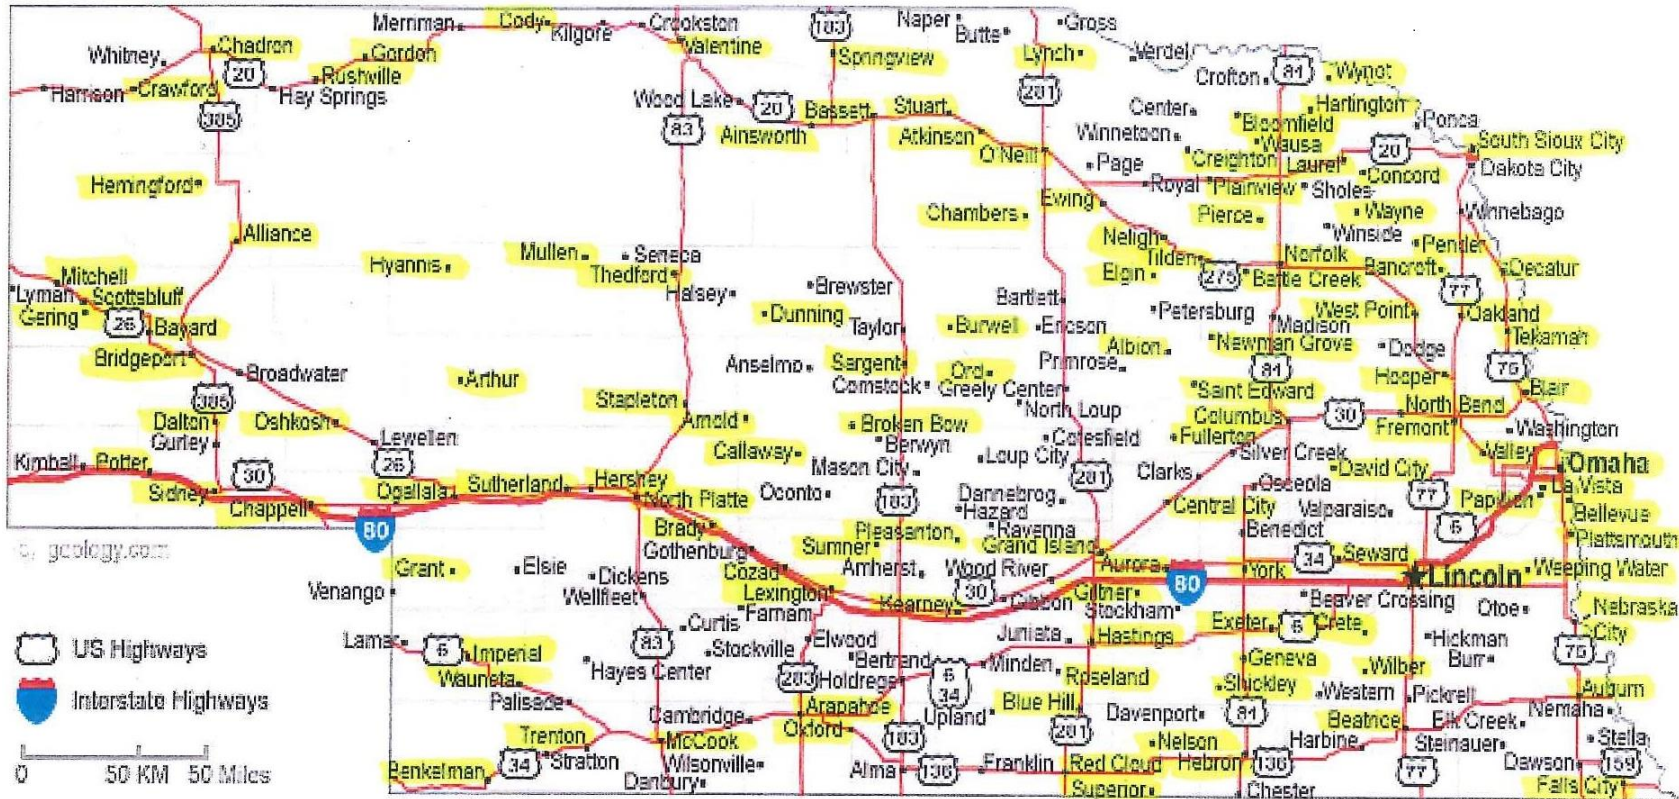 Merriman
Cody
Kilgore
Crookston
183
Naper
Butte
Gross
Whitney
Chadron
Gordon
Valentine
Springview
Lynch
Verdel
20
Rushville
Crofton
81
Wynot
Harrison
Crawford
Hay Springs
Wood Lake
20
Bassett
Stuart
281
Center
Hartington
385
83
Ainsworth
Atkinson
Winnetoon
Bloomfield
Ponca
Wausa
O'Neill
Page
Creighton
Laurel
20
South Sioux City
Dakota City
Hemingford
Royal
Plainview
Sholes
Concord
Ewing
Chambers
Pierce
Wayne
Winnebago
Alliance
Neligh
Winside
Pender
Mullen
Seneca
Tilden
Norfolk
Hyannis
Thedford
Elgin
275
Battle Creek
Bancroft
Decatur
Mitchell
Lyman
Scottsbluff
Halsey
Brewster
Bartlett
77
Gering
26
Bayard
Dunning
Taylor
Burwell
Ericson
Petersburg
Madison
West Point
Oakland
Bridgeport
Albion
Newman Grove
Dodge
Tekamah
Broadwater
Arthur
Anselmo
Sargent
Ord
Primrose
81
Hooper
75
Comstock
Greely Center
Saint Edward
Blair
385
Stapleton
North Loup
Columbus
30
North Bend
Dalton
Oshkosh
Arnold
Broken Bow
Fremont
Washington
Gurley
Lewellen
Berwyn
Cotesfield
Fullerton
Callaway
Loup City
Silver Creek
Valley
Kimball
Potter
26
Mason City
281
Clarks
David City
Omaha
30
Ogallala
Sutherland
Hershey
Osceola
77
La Vista
Sidney
North Platte
Oconto
183
Dannebrog
Central City
Papillion
Chappell
Hazard
Valparaiso
Bellevue
80
Brady
Pleasanton
Ravenna
Benedict
6
Plattsmouth
© geology.com
Gothenburg
Sumner
Grand Island
34
Seward
Grant
Elsie
Dickens
Cozad
Amherst
Wood River
Aurora
80
York
Lincoln
Weeping Water
Venango
Wellfleet
Lexington
30
Gibbon
Giltner
Beaver Crossing
Farnam
Kearney
Stockham
Otoe
Nebraska
City
Curtis
Exeter
6
Crete
Lamar
83
Elwood
Juniata
Hastings
Hickman
US Highways
6
Imperial
Stockville
Bertrand
Minden
Geneva
Burr
75
Hayes Center
283
Holdrege
6
34
Roseland
Wilber
Wauneta
Shickley
Western
Pickrell
Auburn
Interstate Highways
Palisade
Arapahoe
Blue Hill
Cambridge
Upland
Davenport
81
Beatrice
Elk Creek
Nemaha
Oxford
183
281
Trenton
McCook
Nelson
Harbine
Steinauer
Stella
34
Stratton
Wilsonville
Alma
136
Franklin
Red Cloud
Hebron
136
77
Dawson
159
0
50 KM
50 Miles
Benkelman
Danbury
Superior
Chester
Falls City